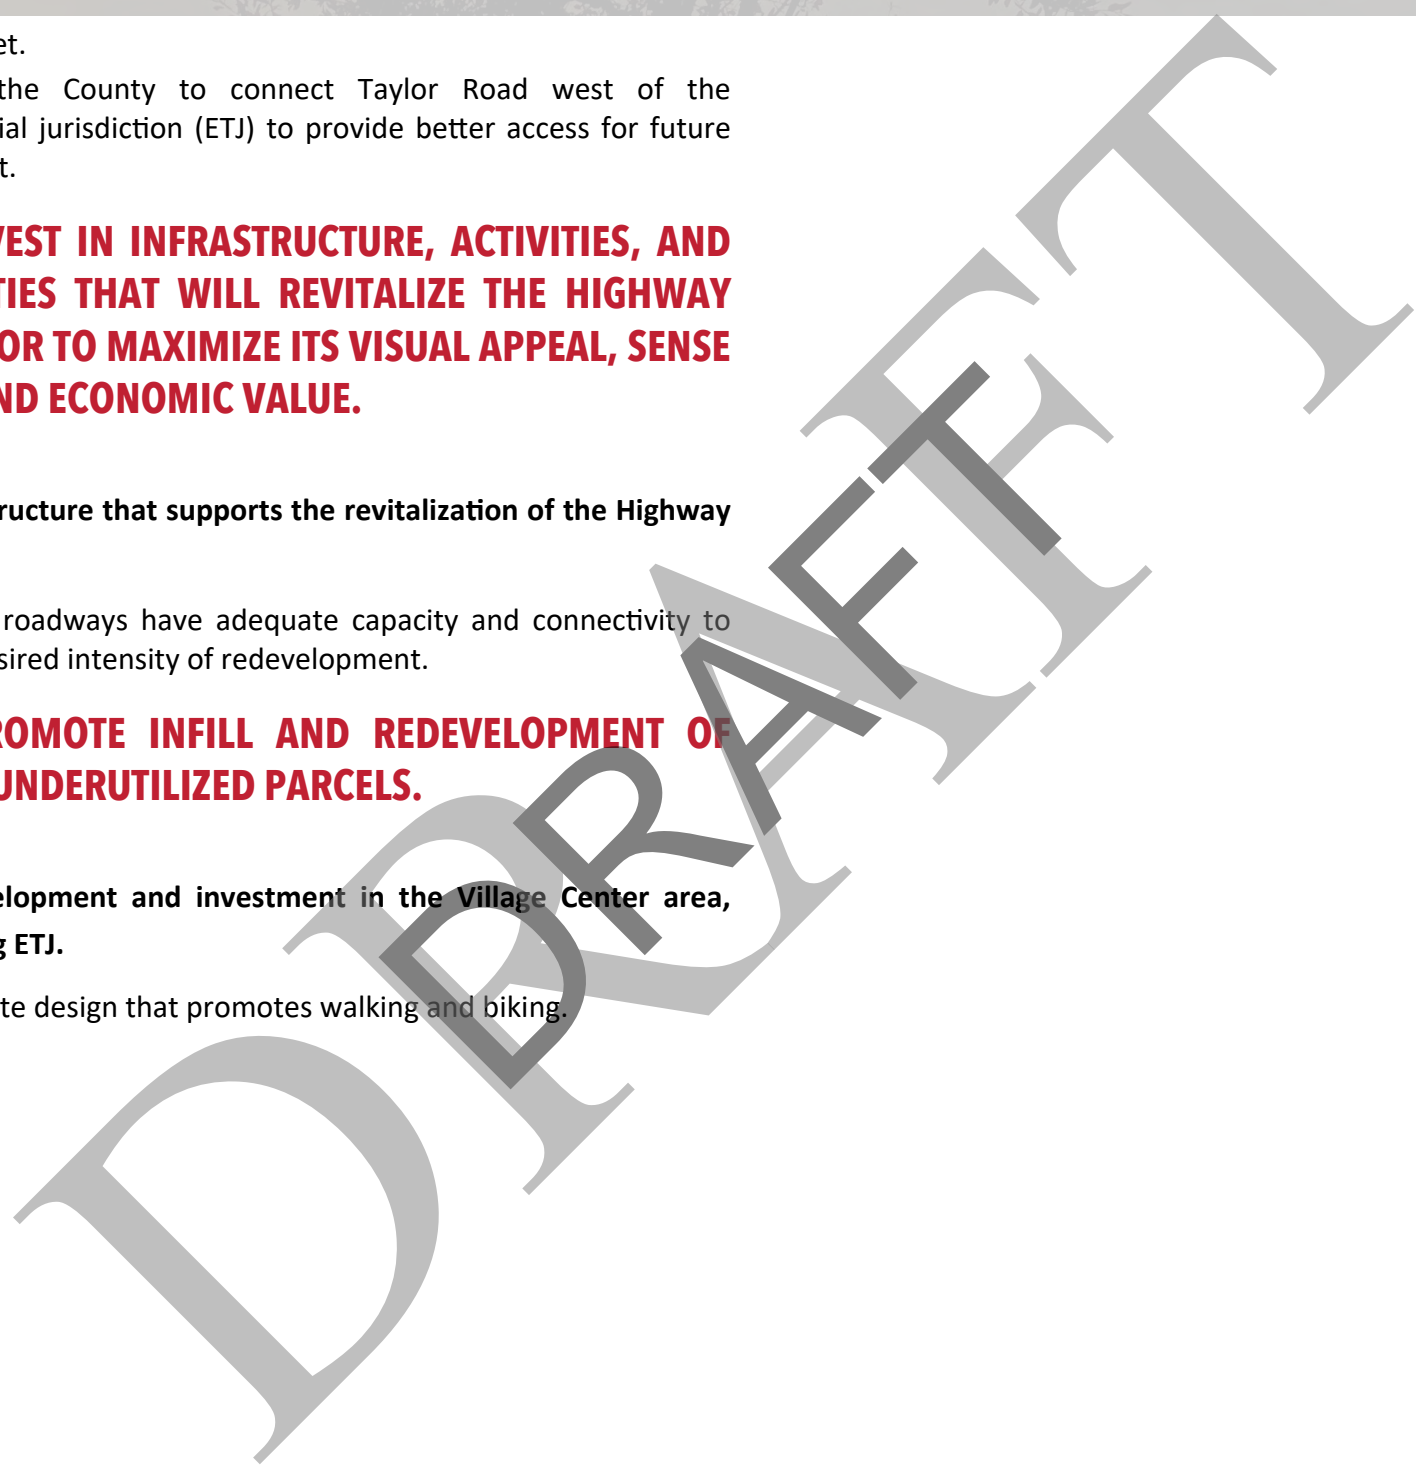 et.
the County to connect Taylor Road west of the
ial jurisdiction (ETJ) to provide better access for future
t.
VEST IN INFRASTRUCTURE, ACTIVITIES, AND
TIES THAT WILL REVITALIZE THE HIGHWAY
OR TO MAXIMIZE ITS VISUAL APPEAL, SENSE
ND ECONOMIC VALUE.
ructure that supports the revitalization of the Highway
roadways have adequate capacity and connectivity to
sired intensity of redevelopment.
ROMOTE INFILL AND REDEVELOPMENT OF
UNDERUTILIZED PARCELS.
elopment and investment in the Village Center area,
g ETJ.
te design that promotes walking and biking.
DRAFT
DRAFT